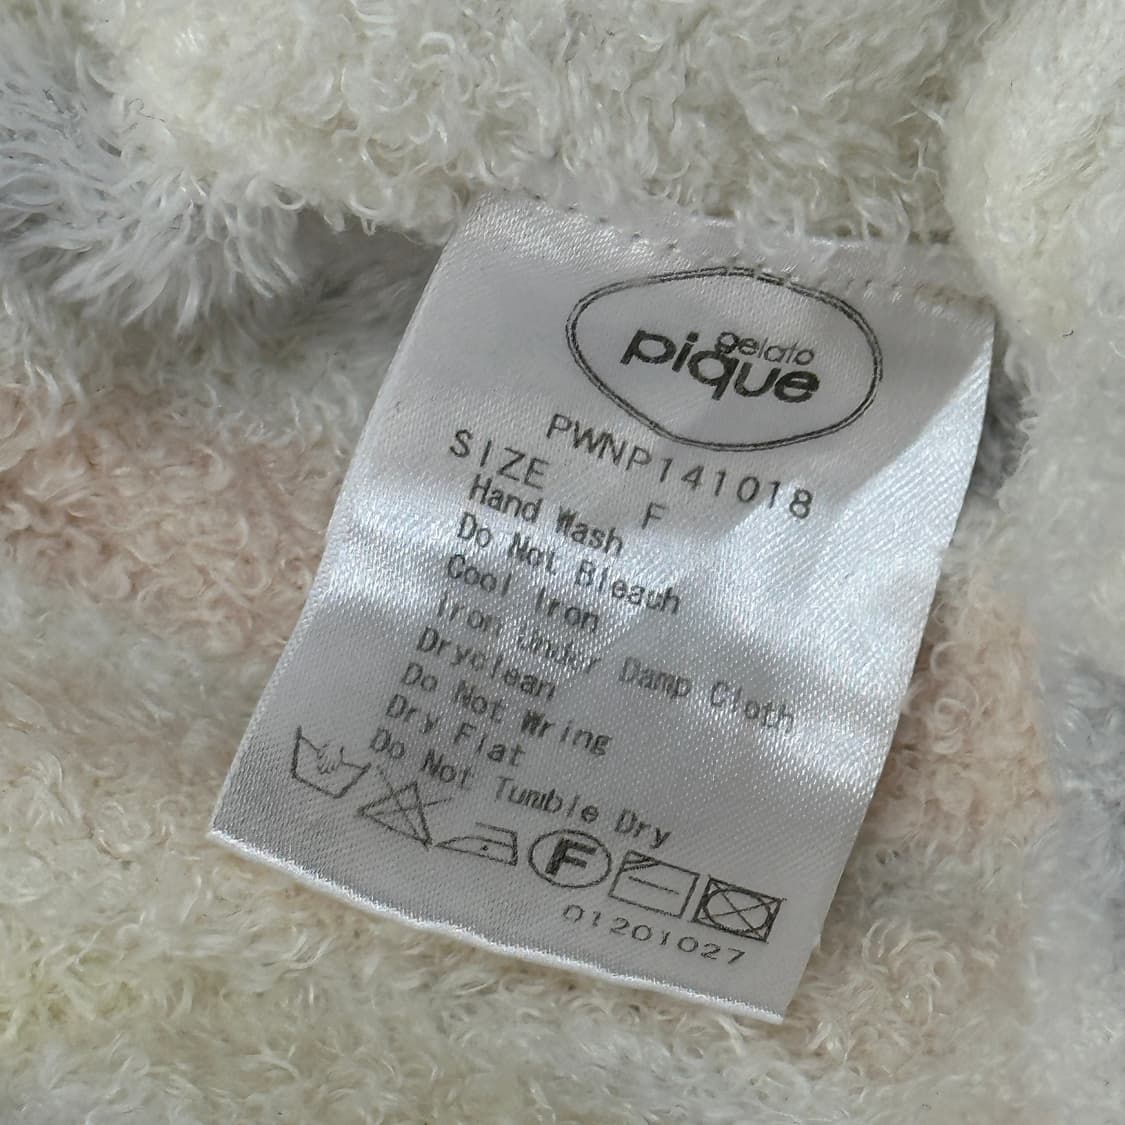 gelato
pique
PWNP141018
SIZE F
Hand Wash
Do Not Bleach
Cool Iron
Iron Under Damp Cloth
Dryclean
Do Not Wring
Dry Flat
Do Not Tumble Dry
F
01201027